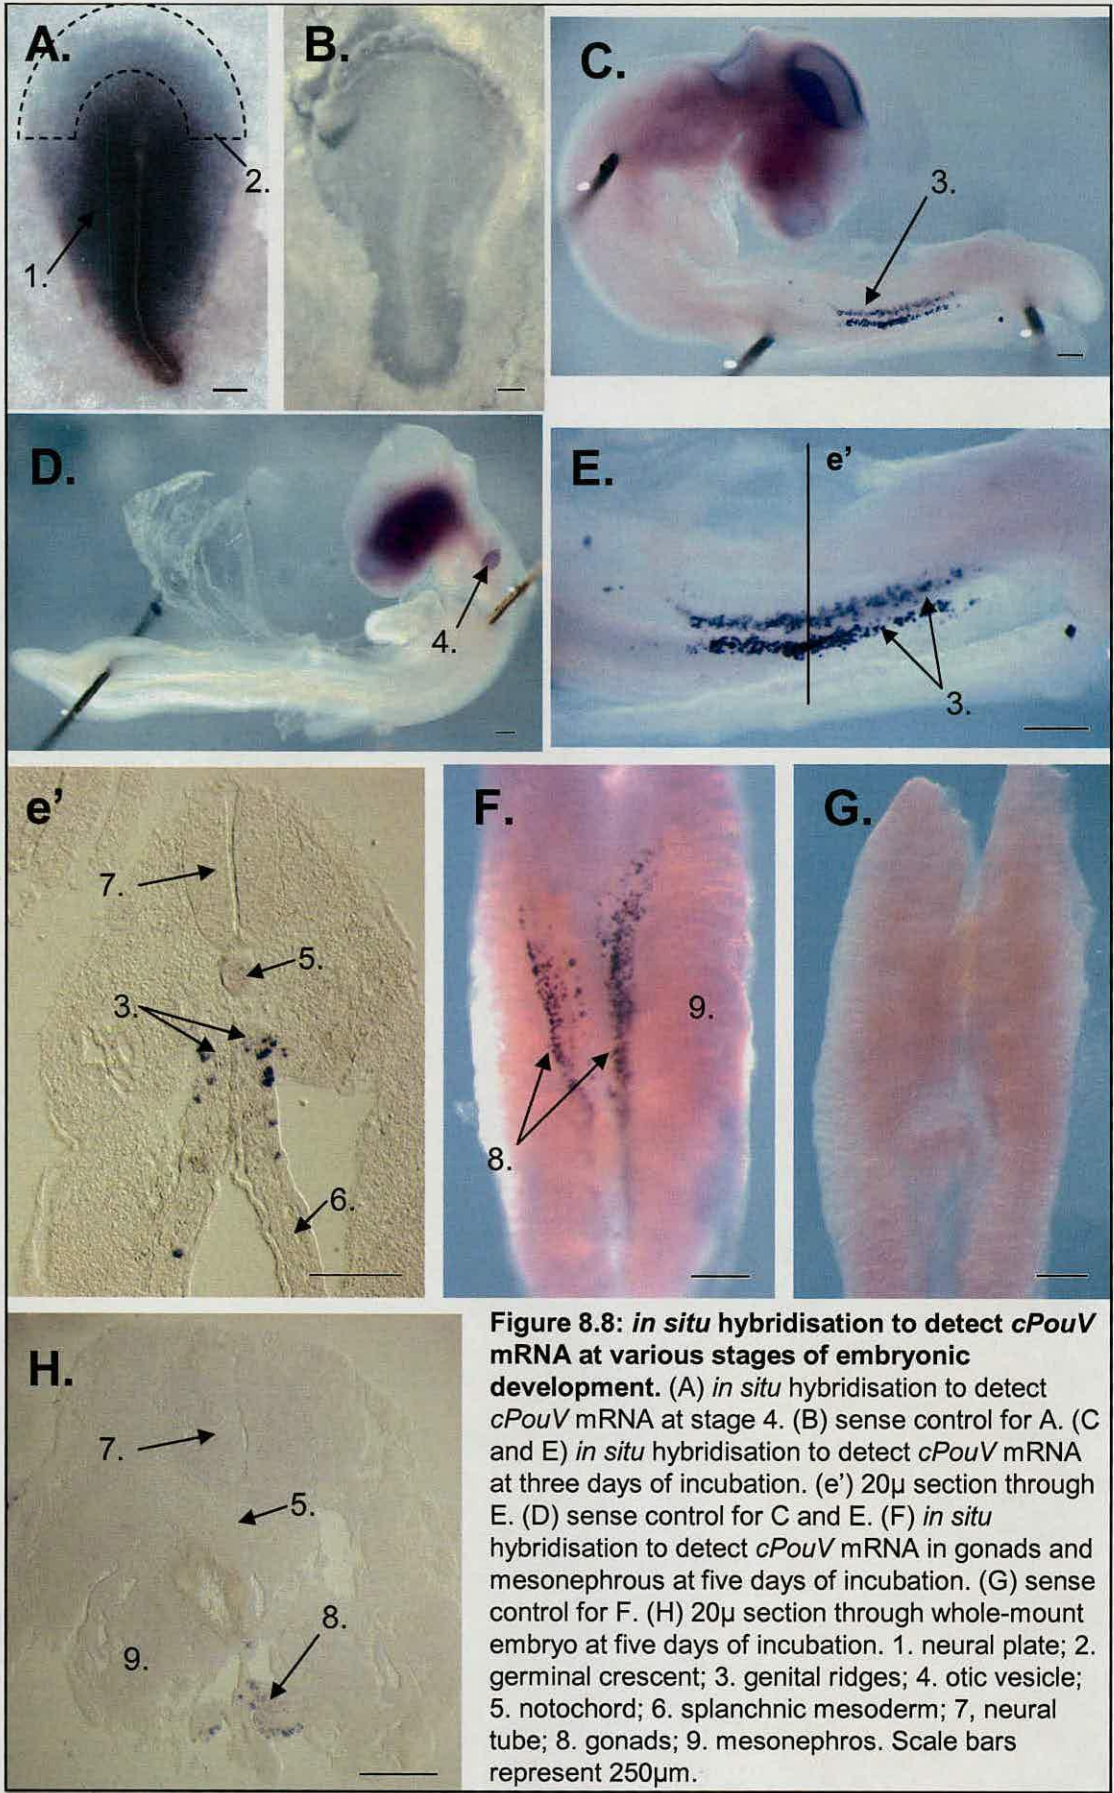 A.
B.
C.
2.
1.
3.
D.
4.
E.
e’
3.
e’
7.
5.
3.
6.
F.
9.
8.
G.
H.
7.
5.
8.
9.
Figure 8.8: in situ hybridisation to detect cPouV
mRNA at various stages of embryonic
development. (A) in situ hybridisation to detect
cPouV mRNA at stage 4. (B) sense control for A. (C
and E) in situ hybridisation to detect cPouV mRNA
at three days of incubation. (e’) 20µ section through
E. (D) sense control for C and E. (F) in situ
hybridisation to detect cPouV mRNA in gonads and
mesonephrous at five days of incubation. (G) sense
control for F. (H) 20µ section through whole-mount
embryo at five days of incubation. 1. neural plate; 2.
germinal crescent; 3. genital ridges; 4. otic vesicle;
5. notochord; 6. splanchnic mesoderm; 7, neural
tube; 8. gonads; 9. mesonephros. Scale bars
represent 250µm.